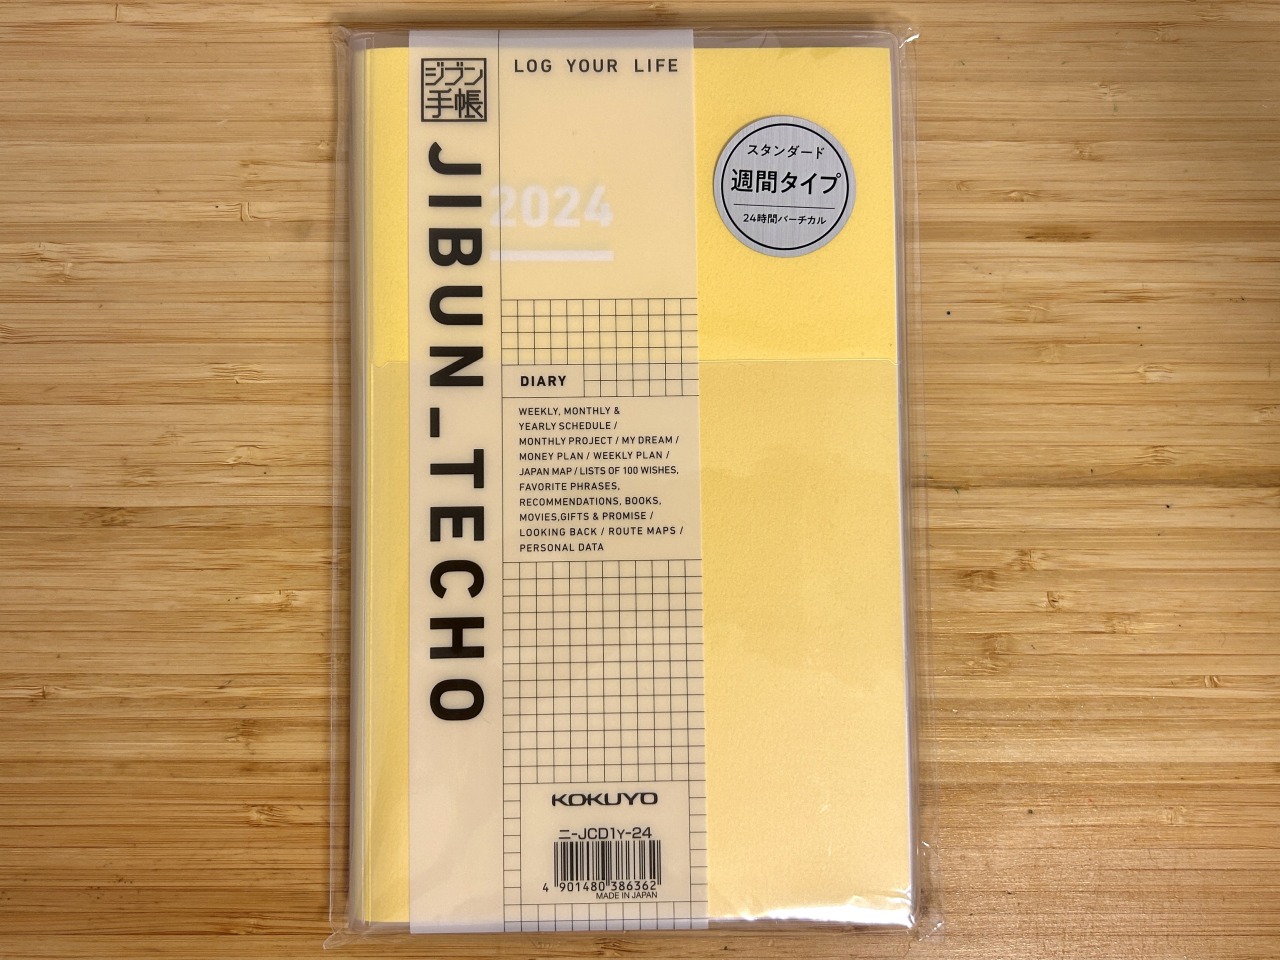 ジブン
手帳
JIBUN_TECHO
LOG YOUR LIFE
2024
スタンダード
週間タイプ
24時間バーチカル
DIARY
WEEKLY, MONTHLY &
YEARLY SCHEDULE /
MONTHLY PROJECT / MY DREAM /
MONEY PLAN / WEEKLY PLAN /
JAPAN MAP / LISTS OF 100 WISHES,
FAVORITE PHRASES,
RECOMMENDATIONS, BOOKS,
MOVIES,GIFTS & PROMISE /
LOOKING BACK / ROUTE MAPS /
PERSONAL DATA
KOKUYO
ニ-JCD1Y-24
4 901480 386362
MADE IN JAPAN